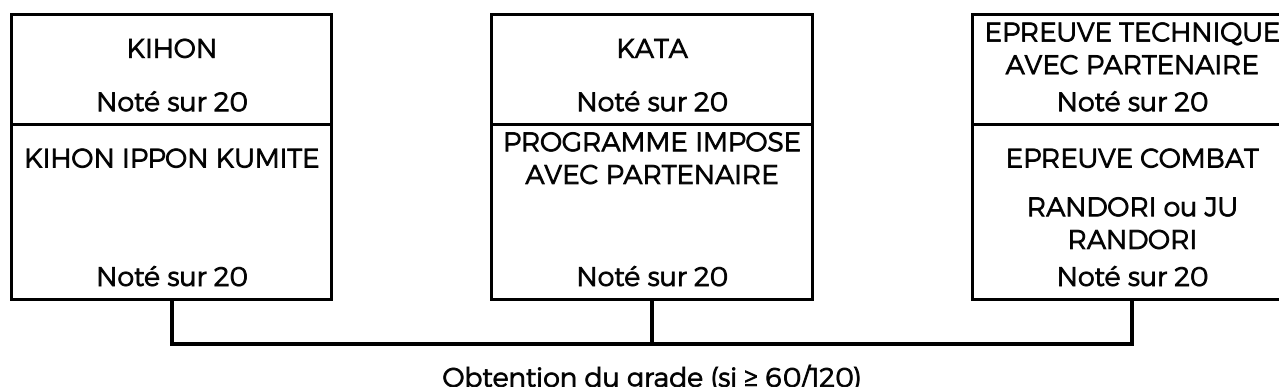 KIHON
Noté sur 20
KIHON IPPON KUMITE
Noté sur 20
KATA
Noté sur 20
PROGRAMME IMPOSE
AVEC PARTENAIRE
Noté sur 20
EPREUVE TECHNIQUE
AVEC PARTENAIRE
Noté sur 20
EPREUVE COMBAT
RANDORI ou JU
RANDORI
Noté sur 20
Obtention du grade (si ≥ 60/120)